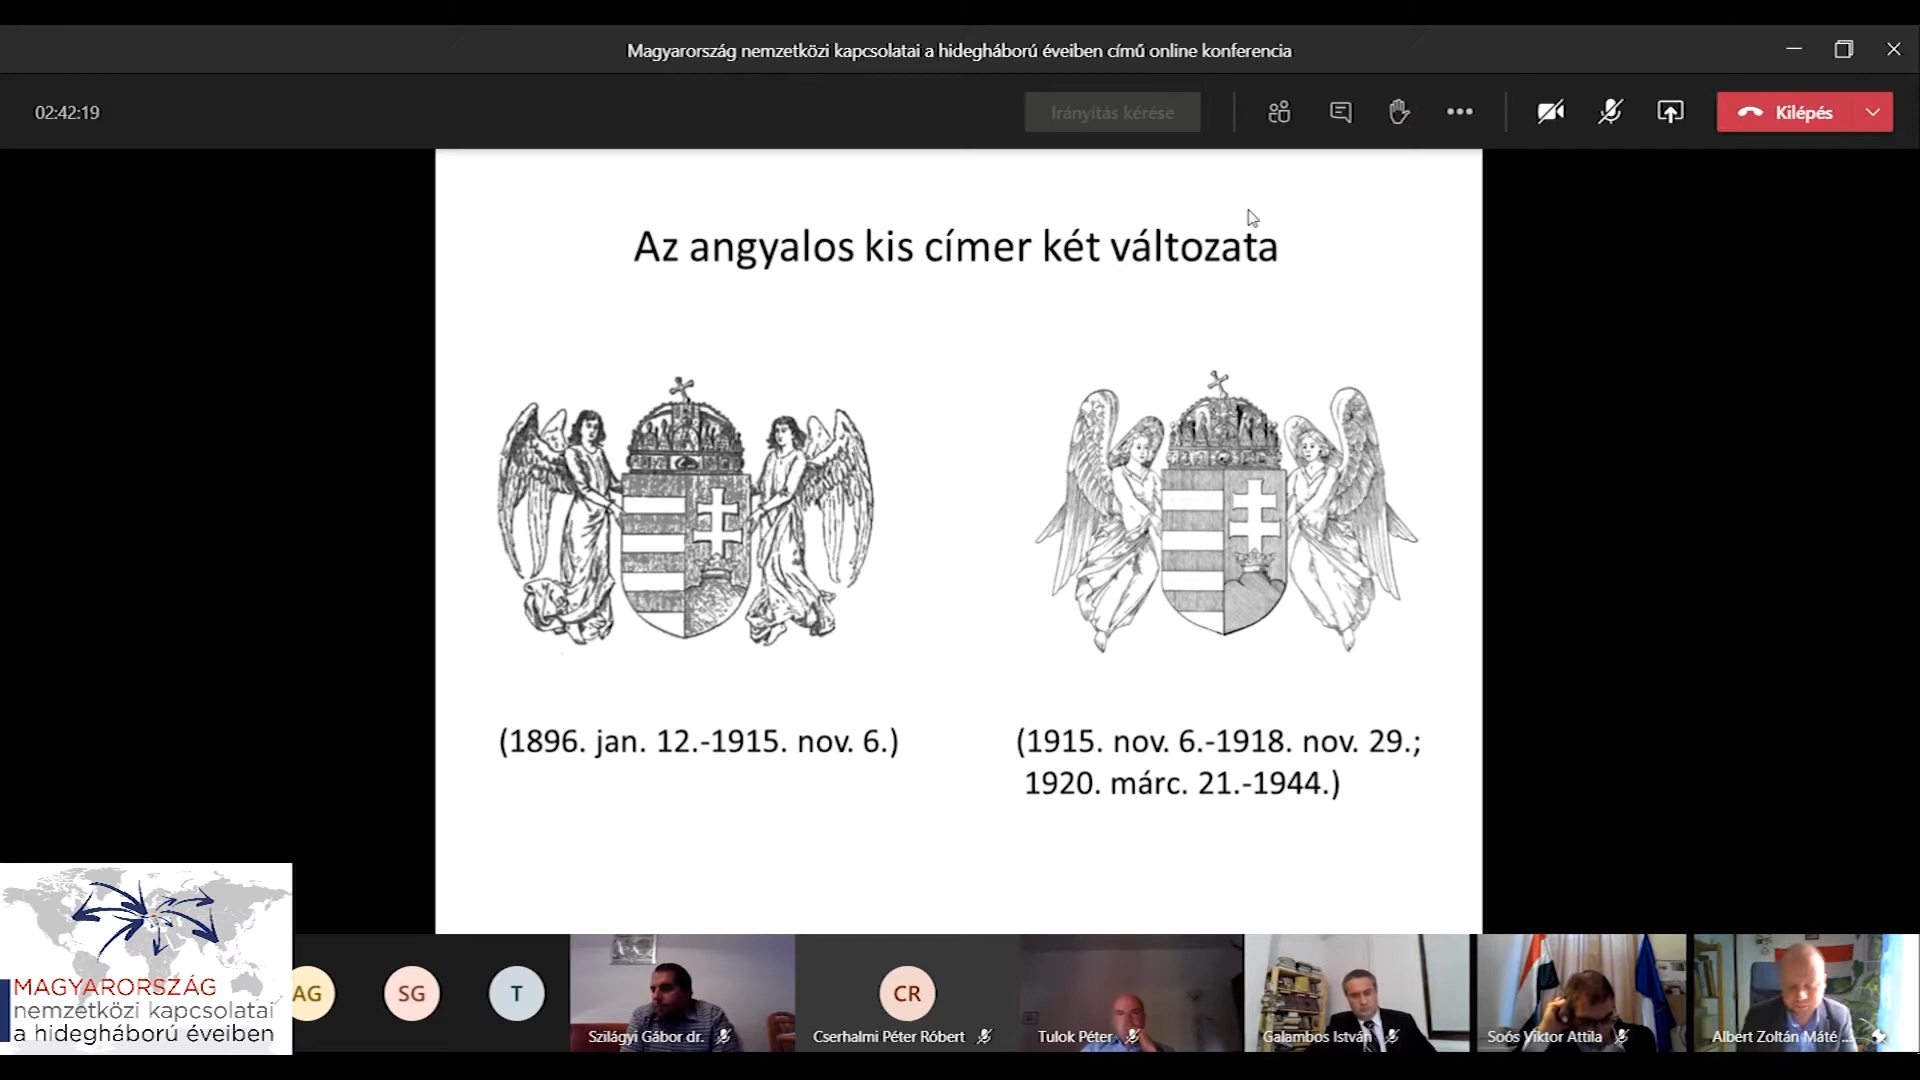 Magyarország nemzetközi kapcsolatai a hidegháború éveiben című online konferencia
02:42:19
Irányítás kérése
Kilépés
Az angyalos kis címer két változata
(1896. jan. 12.-1915. nov. 6.)
(1915. nov. 6.-1918. nov. 29.;
1920. márc. 21.-1944.)
MAGYARORSZÁG
nemzetközi kapcsolatai
a hidegháború éveiben
AG
SG
T
Szilágyi Gábor dr.
CR
Cserhalmi Péter Róbert
Tulok Péter
Galambos István
Soós Viktor Attila
Albert Zoltán Máté ...